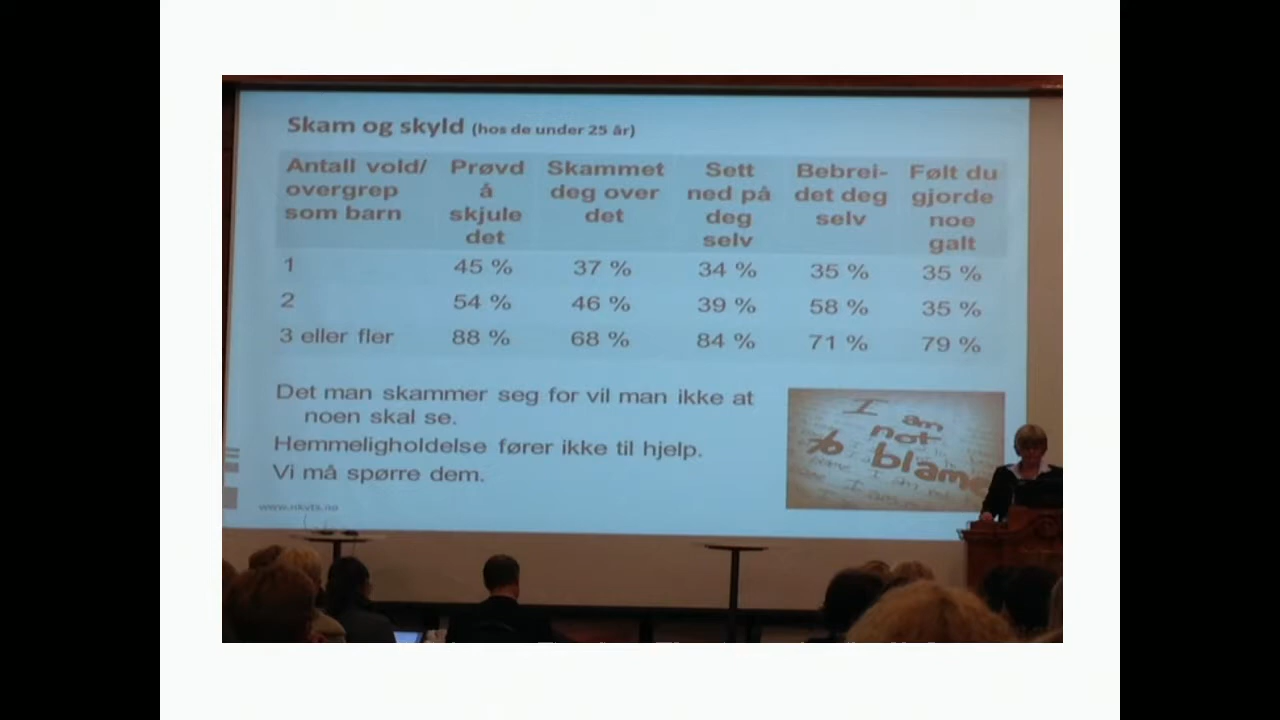 Skam og skyld (hos de under 25 år)
Antall vold/ overgrep som barn | Prøvd å skjule det | Skammet deg over det | Sett ned på deg selv | Bebrei- det deg selv | Følt du gjorde noe galt
1 | 45 % | 37 % | 34 % | 35 % | 35 %
2 | 54 % | 46 % | 39 % | 58 % | 35 %
3 eller fler | 88 % | 68 % | 84 % | 71 % | 79 %
Det man skammer seg for vil man ikke at
noen skal se.
Hemmeligholdelse fører ikke til hjelp.
Vi må spørre dem.
I am
not
to blame
www.nkvts.no